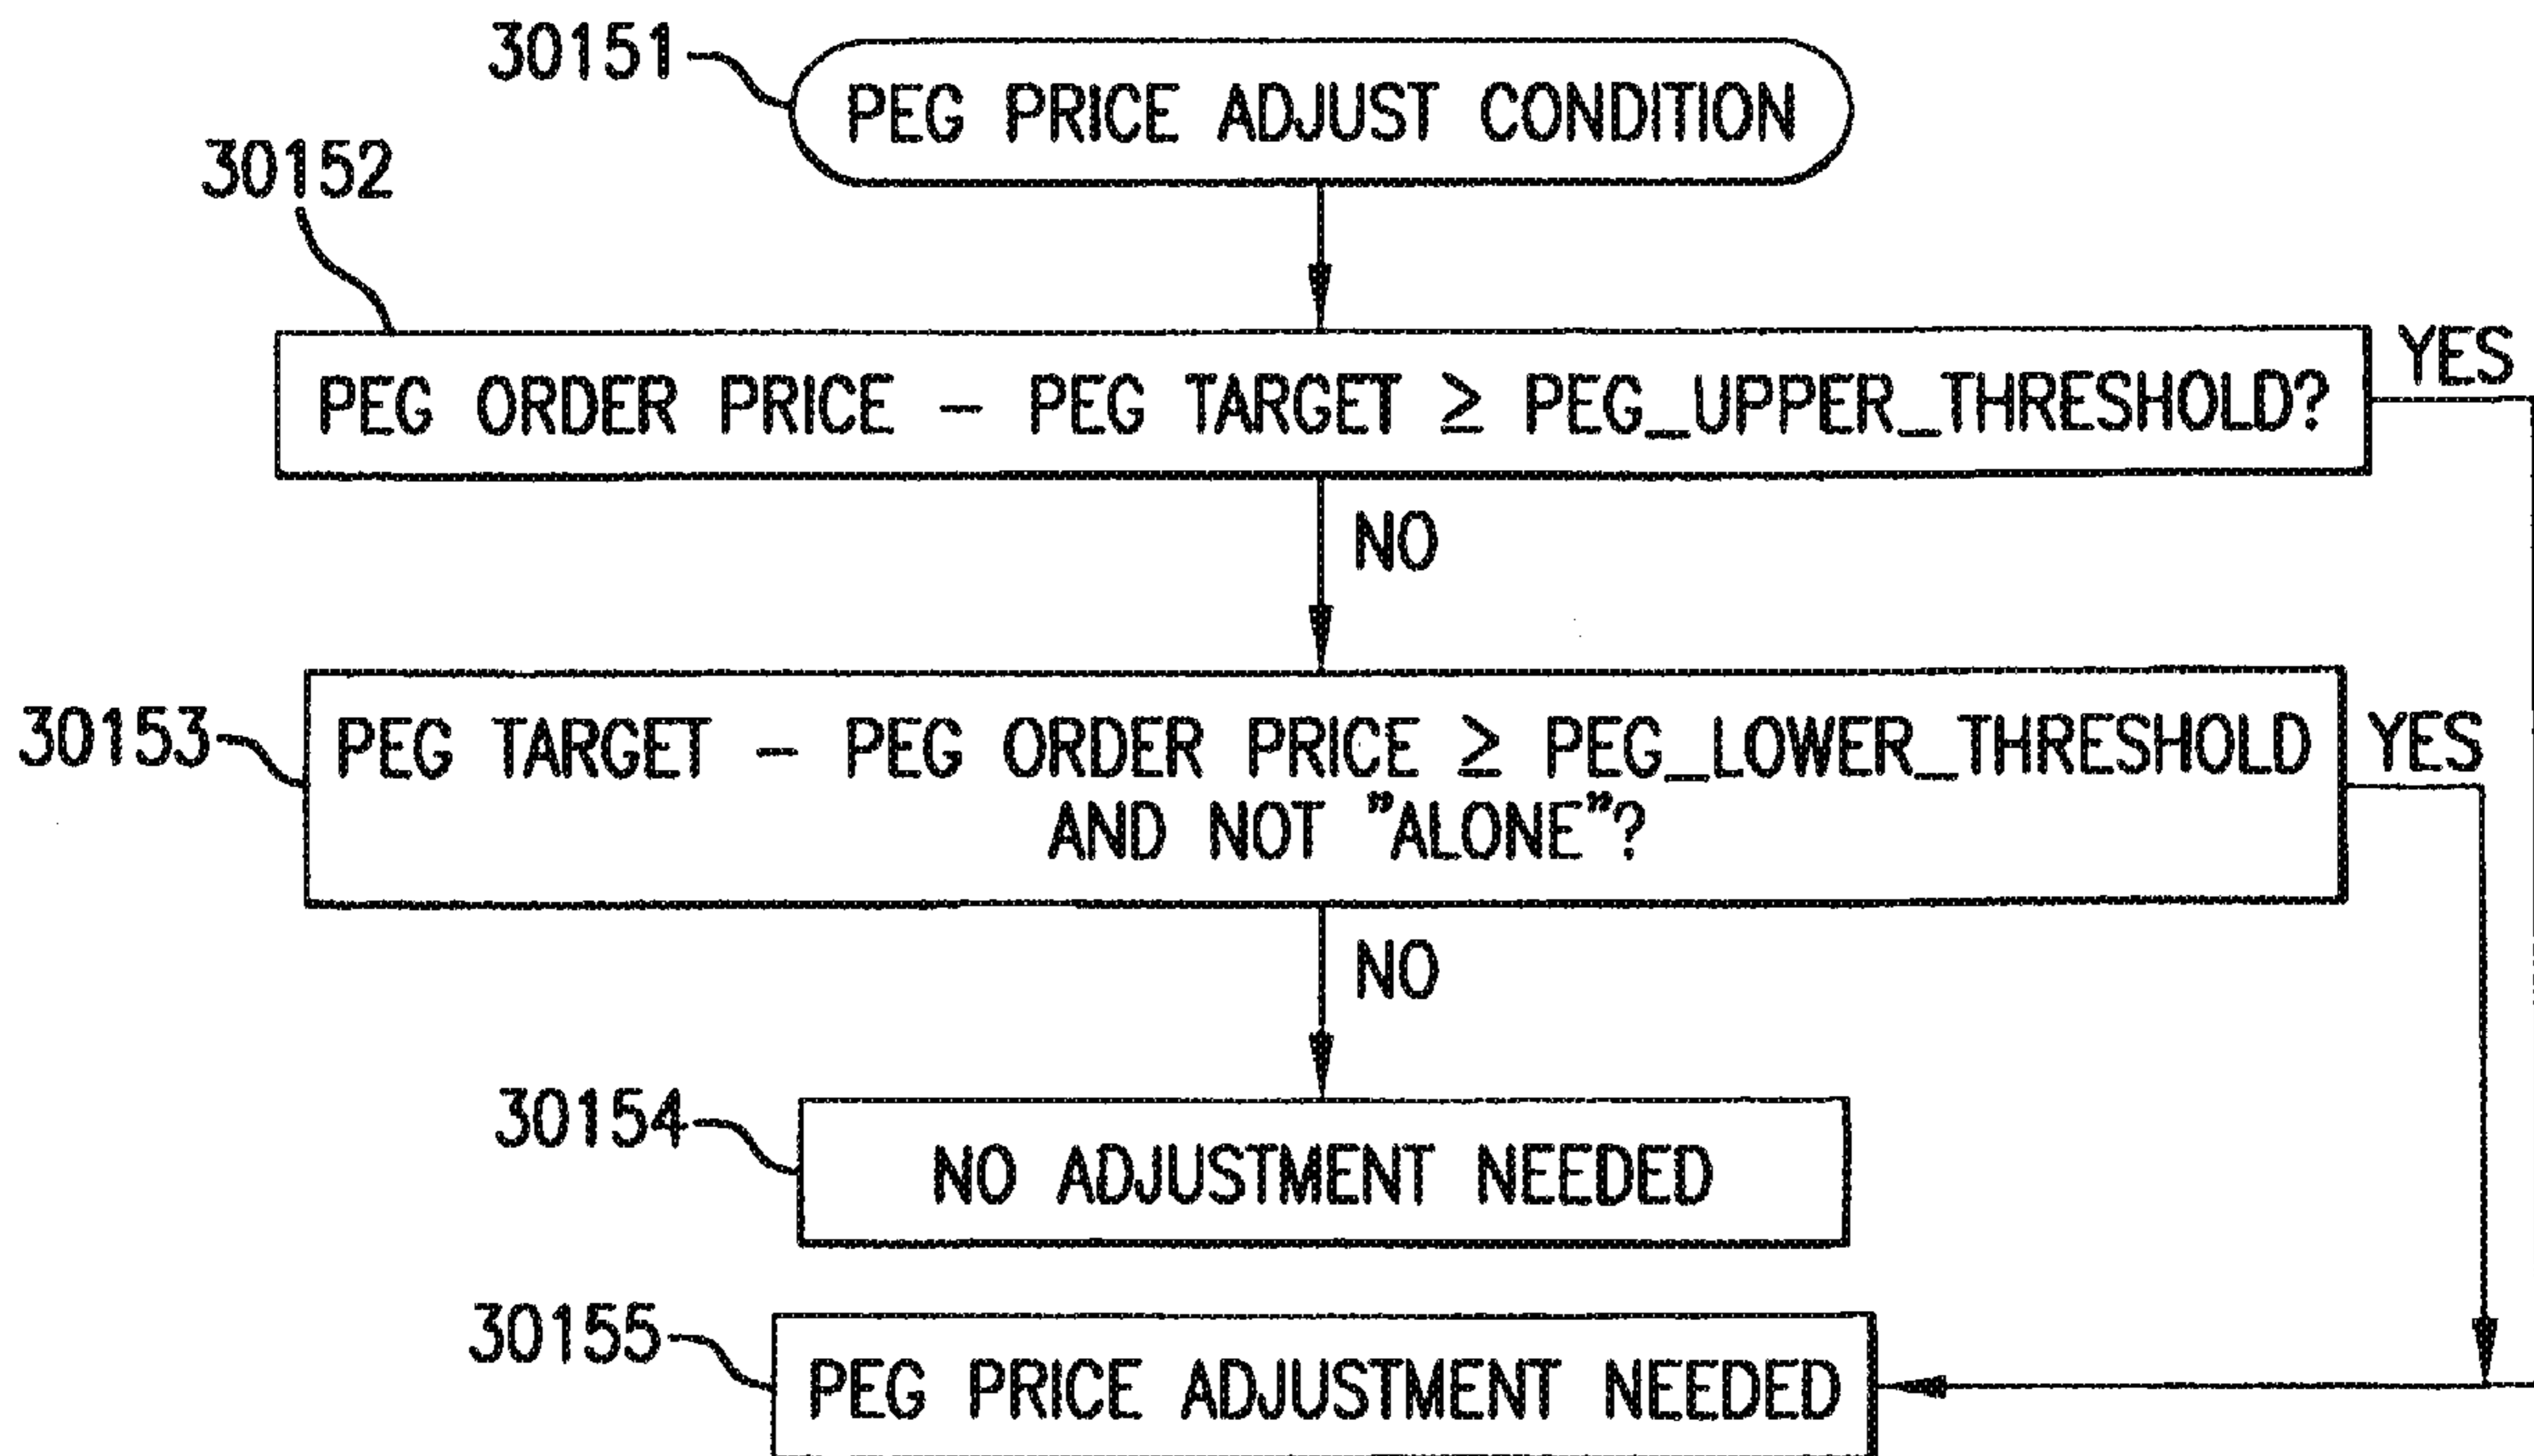 30151
PEG PRICE ADJUST CONDITION
30152
PEG ORDER PRICE – PEG TARGET ≥ PEG_UPPER_THRESHOLD?
YES
NO
30153
PEG TARGET – PEG ORDER PRICE ≥ PEG_LOWER_THRESHOLD
AND NOT "ALONE"?
YES
NO
30154
NO ADJUSTMENT NEEDED
30155
PEG PRICE ADJUSTMENT NEEDED